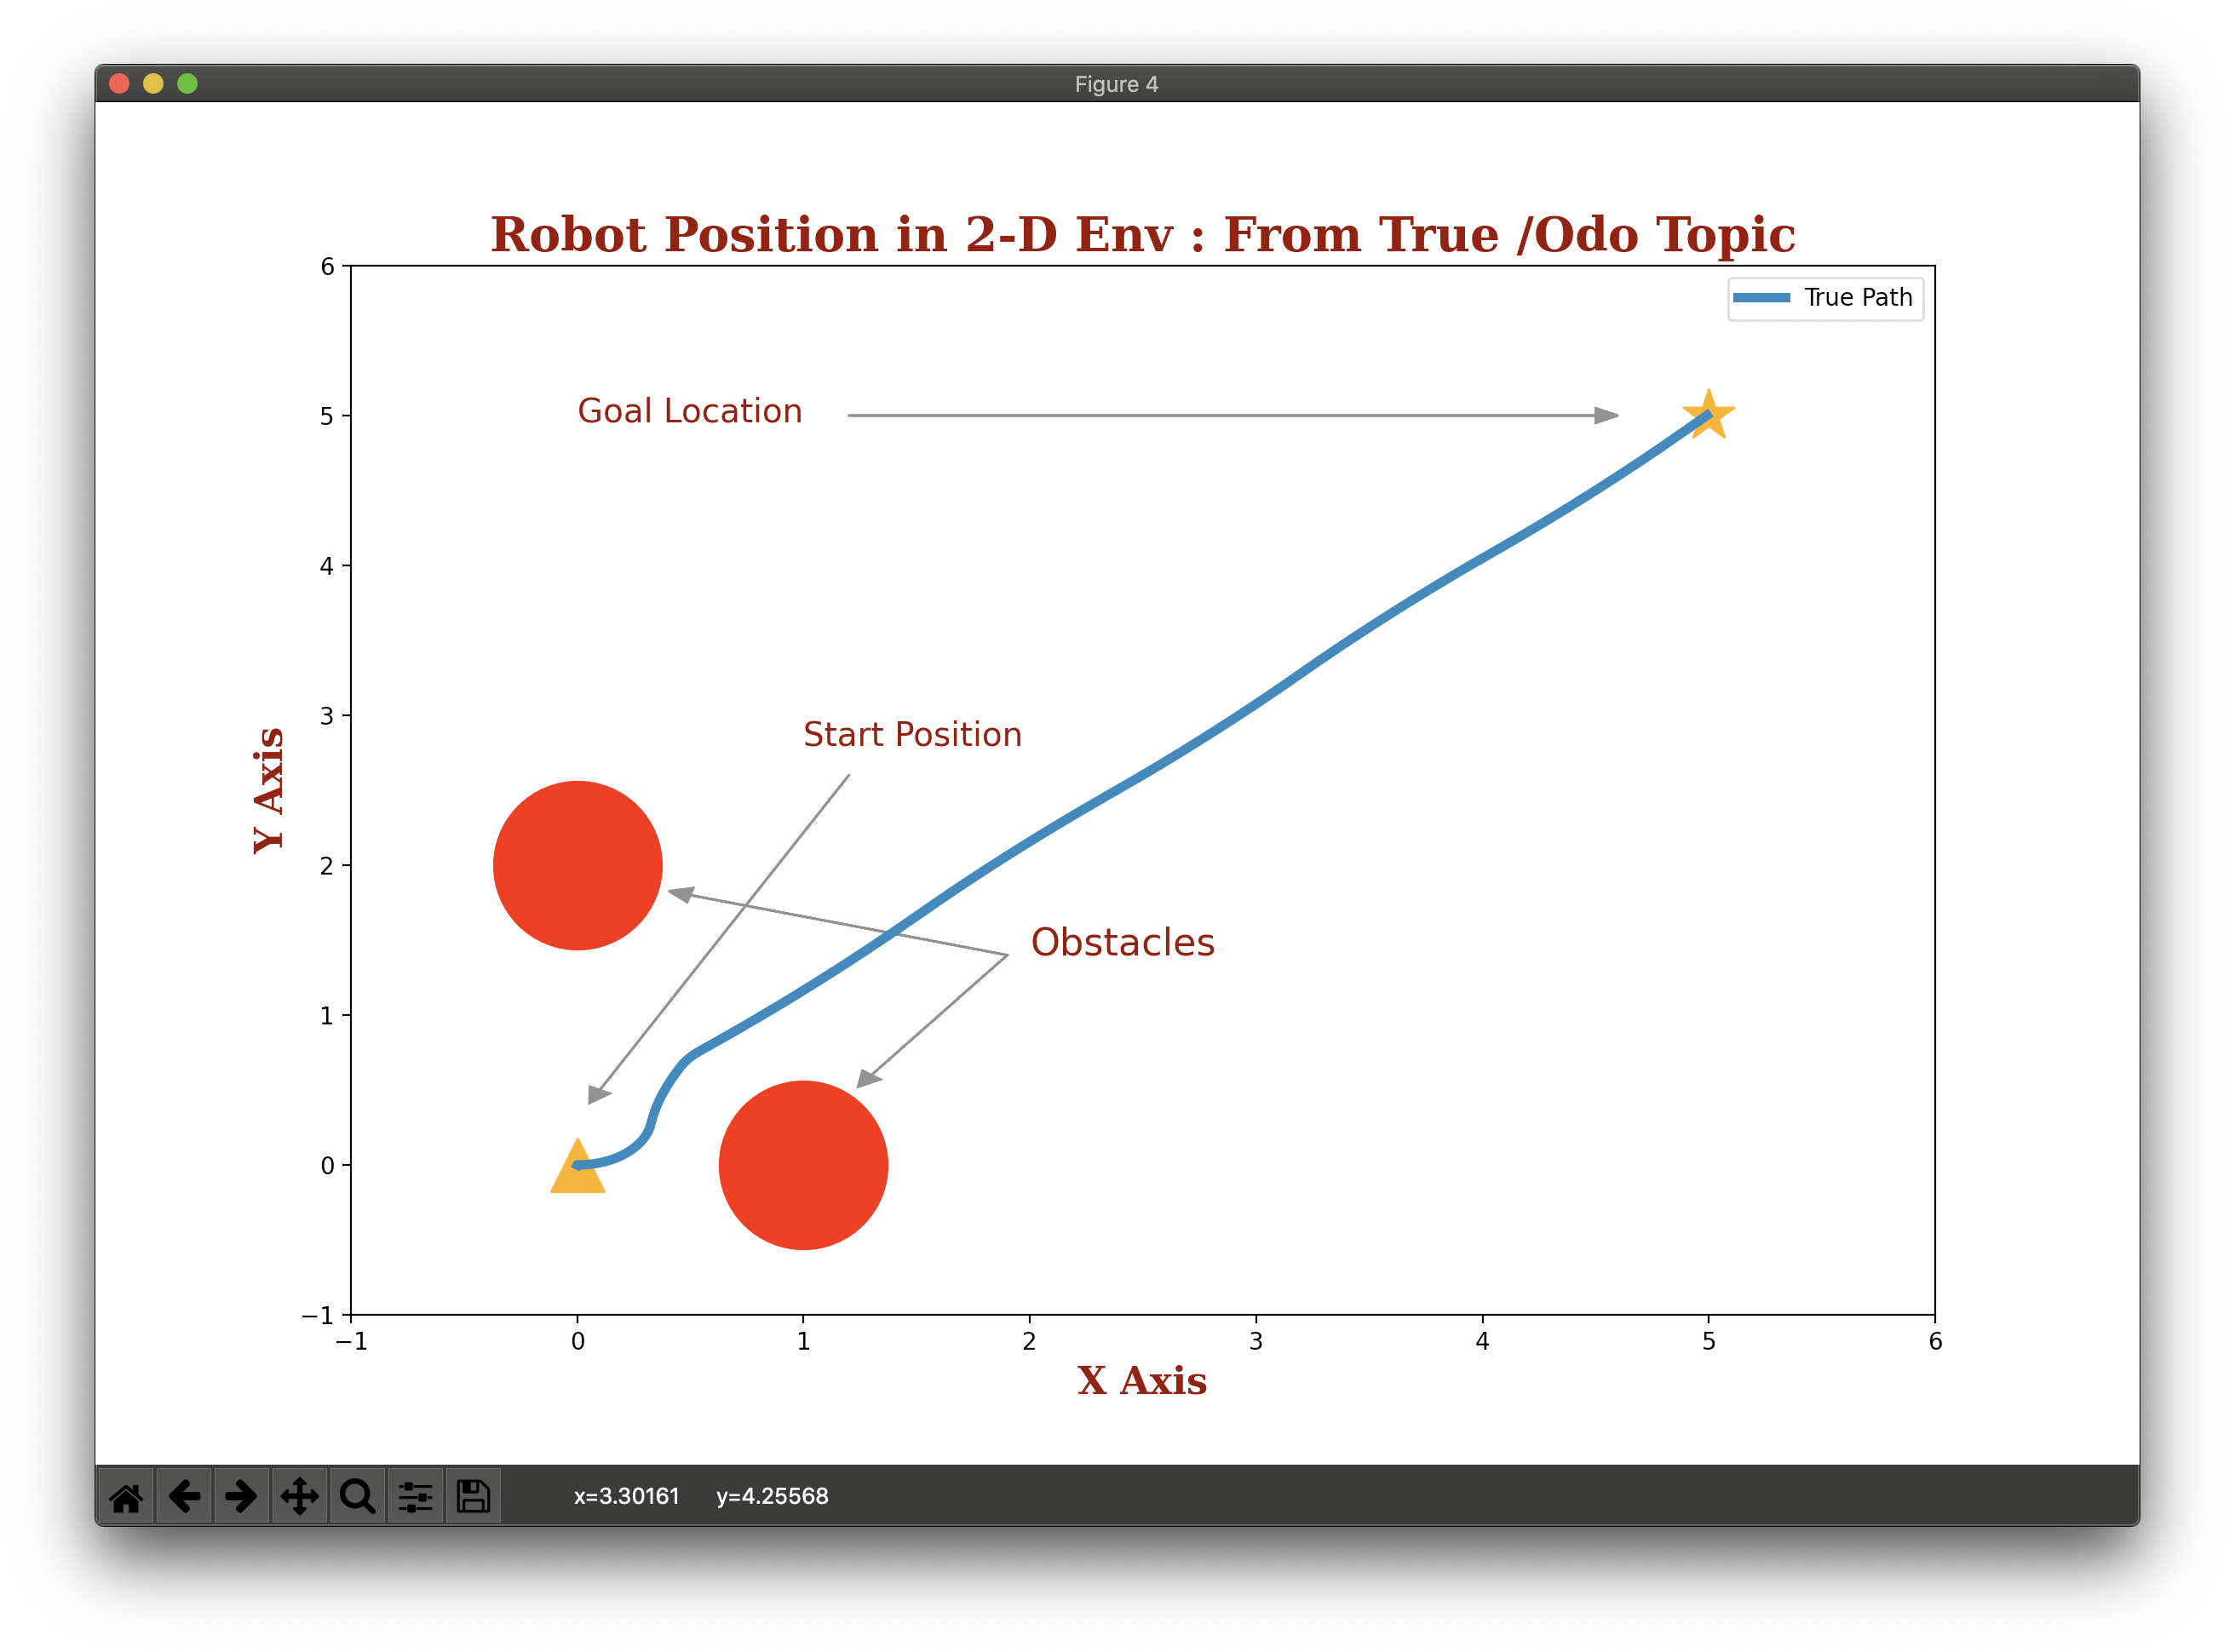 Figure 4
Robot Position in 2-D Env : From True /Odo Topic
6
True Path
Goal Location
5
4
3
Start Position
Y Axis
2
Obstacles
1
0
−1
−1 0 1 2 3 4 5 6
X Axis
x=3.30161 y=4.25568